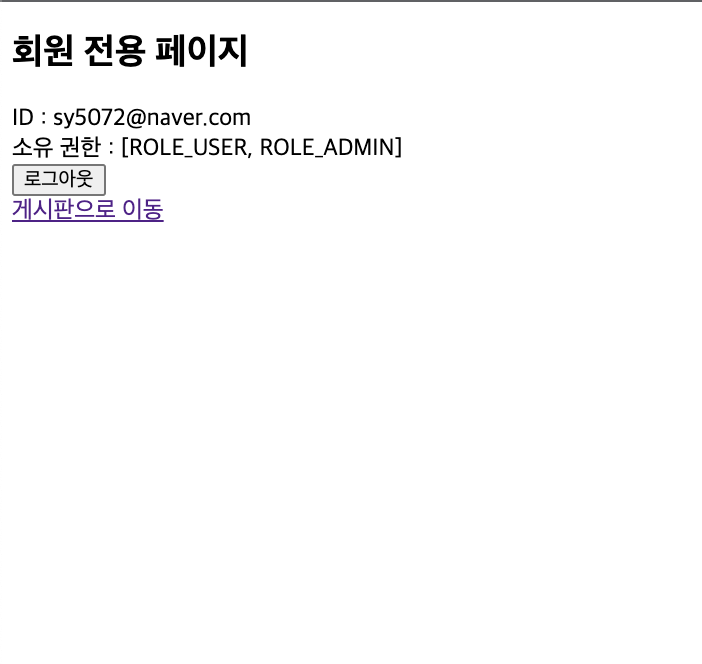 회원 전용 페이지
ID : sy5072@naver.com
소유 권한 : [ROLE_USER, ROLE_ADMIN]
로그아웃
게시판으로 이동